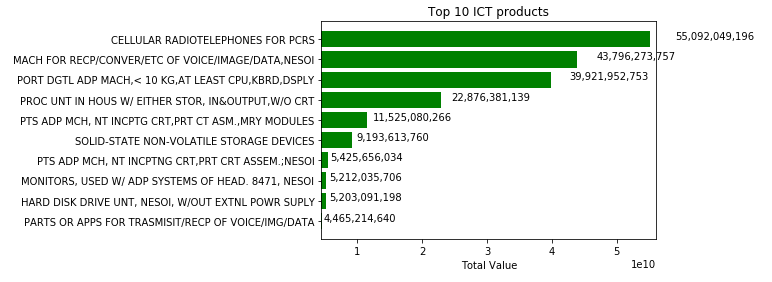 Top 10 ICT products
CELLULAR RADIOTELEPHONES FOR PCRS 55,092,049,196
MACH FOR RECP/CONVER/ETC OF VOICE/IMAGE/DATA,NESOI 43,796,273,757
PORT DGTL ADP MACH,< 10 KG,AT LEAST CPU,KBRD,DSPLY 39,921,952,753
PROC UNT IN HOUS W/ EITHER STOR, IN&OUTPUT,W/O CRT 22,876,381,139
PTS ADP MCH, NT INCPTG CRT,PRT CT ASM.,MRY MODULES 11,525,080,266
SOLID-STATE NON-VOLATILE STORAGE DEVICES 9,193,613,760
PTS ADP MCH, NT INCPTNG CRT,PRT CRT ASSEM.;NESOI 5,425,656,034
MONITORS, USED W/ ADP SYSTEMS OF HEAD. 8471, NESOI 5,212,035,706
HARD DISK DRIVE UNT, NESOI, W/OUT EXTNL POWR SUPLY 5,203,091,198
PARTS OR APPS FOR TRASMISIT/RECP OF VOICE/IMG/DATA 4,465,214,640
1 2 3 4 5
Total Value 1e10